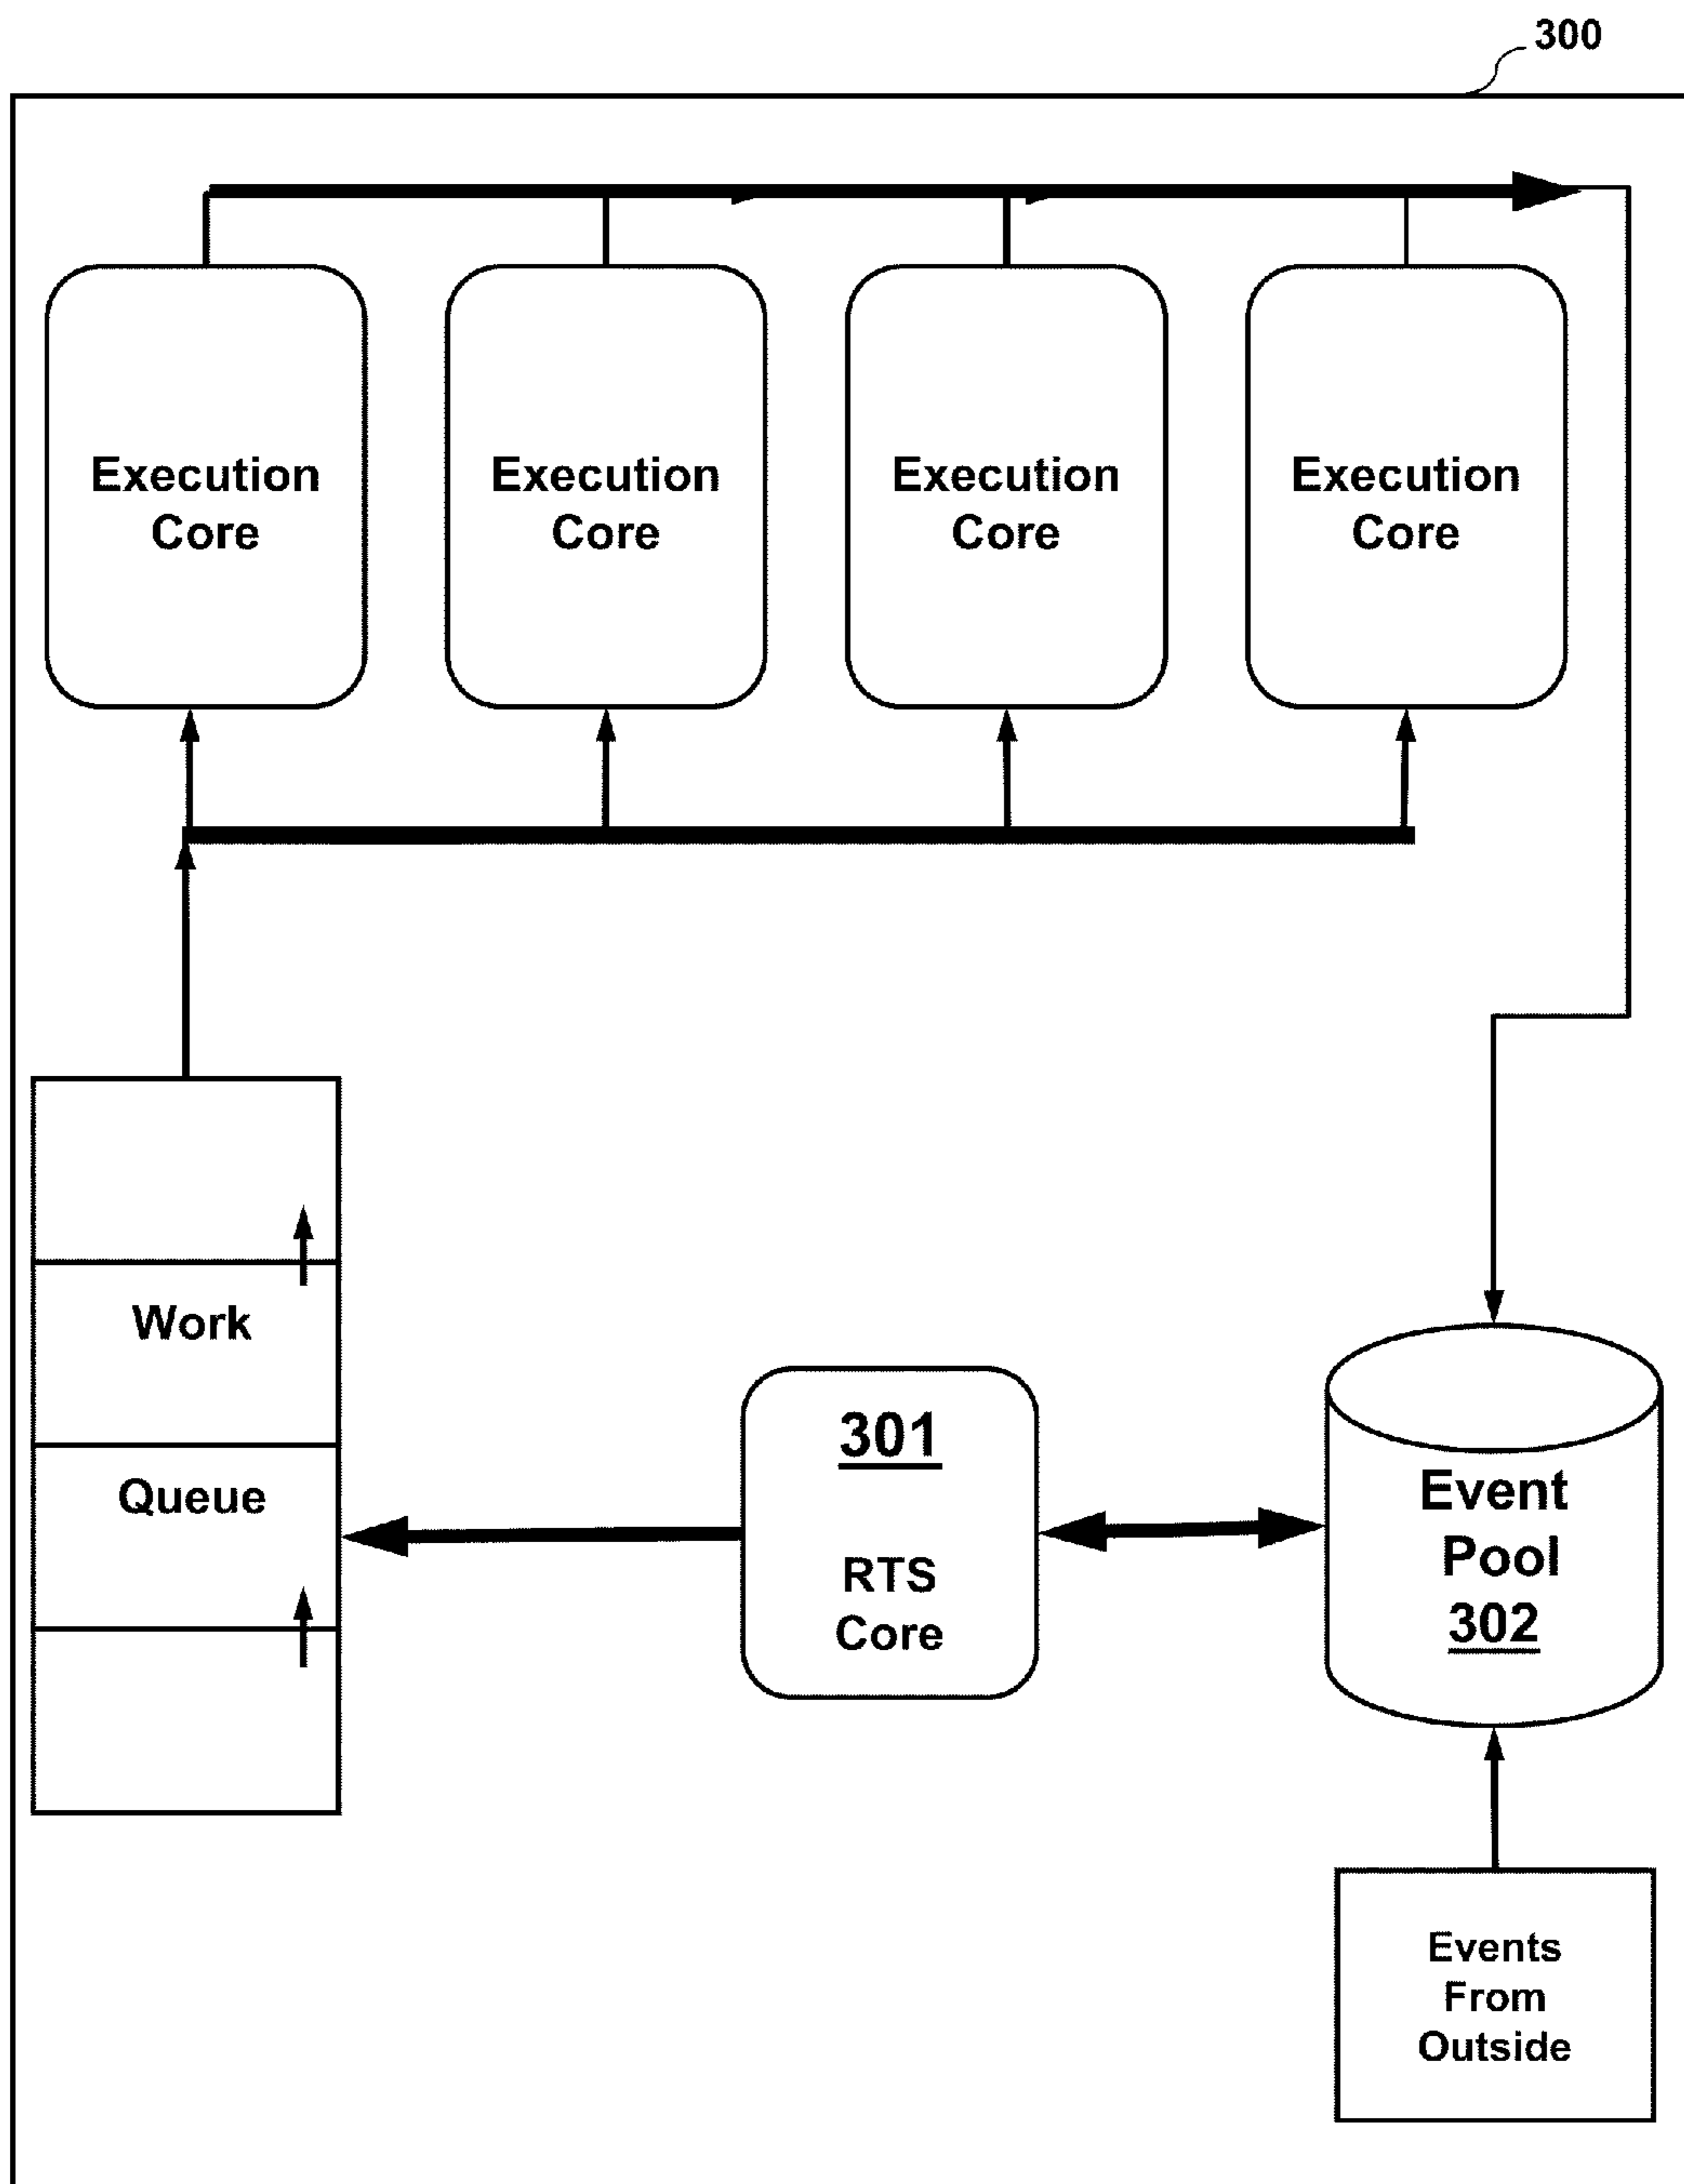 300
Execution
Core
Execution
Core
Execution
Core
Execution
Core
Work
Queue
301
RTS
Core
Event
Pool
302
Events
From
Outside